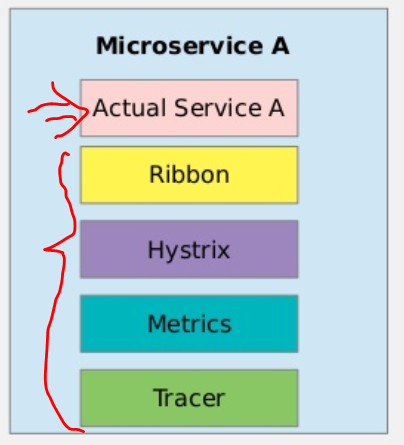 Microservice A
Actual Service A
Ribbon
Hystrix
Metrics
Tracer